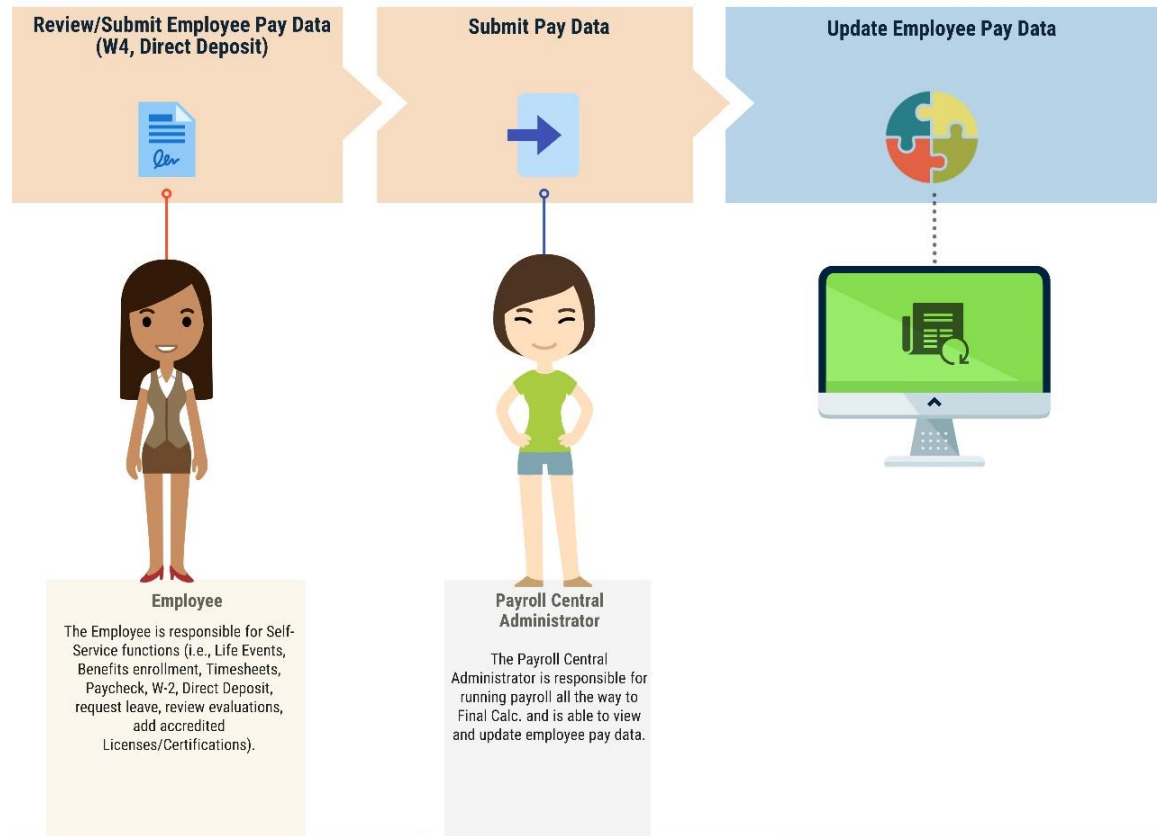 Review/Submit Employee Pay Data
(W4, Direct Deposit)
Submit Pay Data
Update Employee Pay Data
Employee
The Employee is responsible for Self-
Service functions (i.e., Life Events,
Benefits enrollment, Timesheets,
Paycheck, W-2, Direct Deposit,
request leave, review evaluations,
add accredited
Licenses/Certifications).
Payroll Central
Administrator
The Payroll Central
Administrator is responsible for
running payroll all the way to
Final Calc. and is able to view
and update employee pay data.